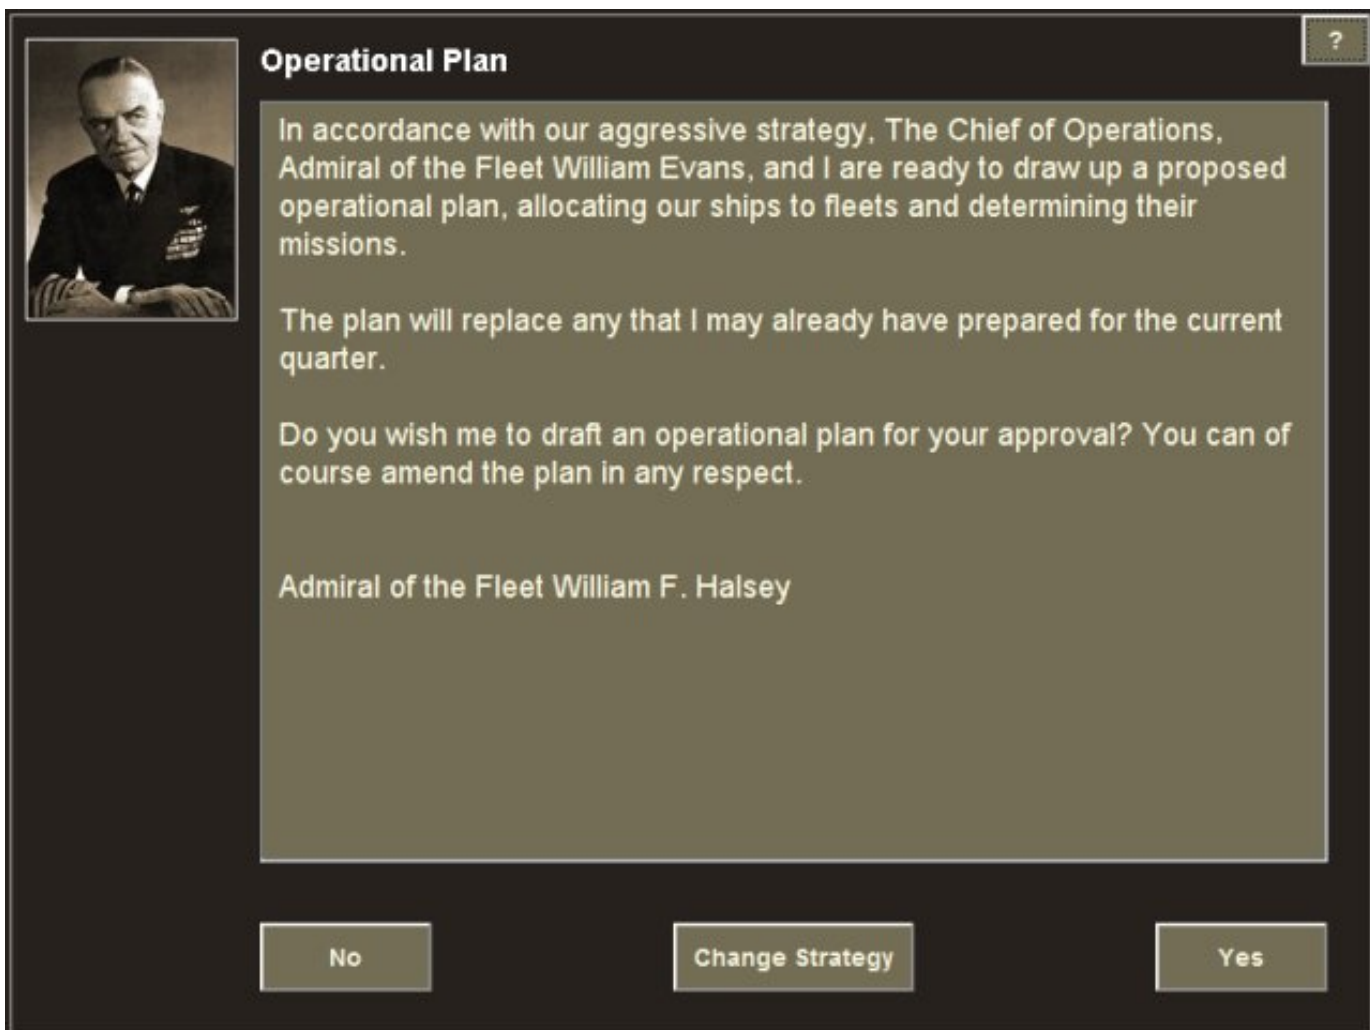 ?
Operational Plan
In accordance with our aggressive strategy, The Chief of Operations,
Admiral of the Fleet William Evans, and I are ready to draw up a proposed
operational plan, allocating our ships to fleets and determining their
missions.
The plan will replace any that I may already have prepared for the current
quarter.
Do you wish me to draft an operational plan for your approval? You can of
course amend the plan in any respect.
Admiral of the Fleet William F. Halsey
No
Change Strategy
Yes